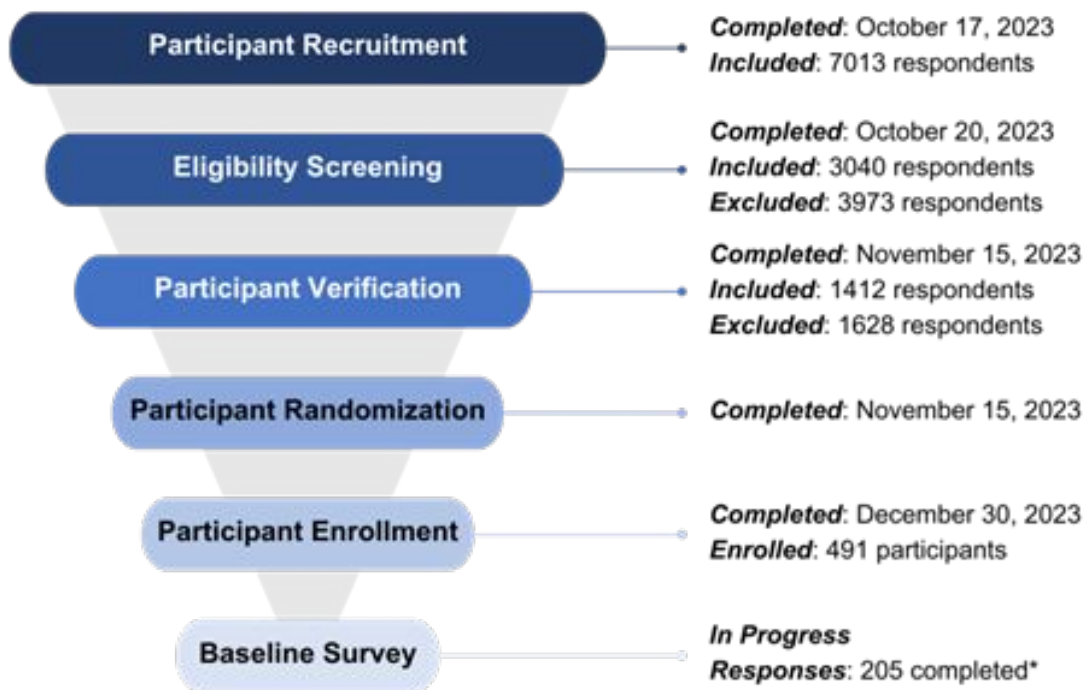 Participant Recruitment
Completed: October 17, 2023
Included: 7013 respondents
Eligibility Screening
Completed: October 20, 2023
Included: 3040 respondents
Excluded: 3973 respondents
Participant Verification
Completed: November 15, 2023
Included: 1412 respondents
Excluded: 1628 respondents
Participant Randomization
Completed: November 15, 2023
Participant Enrollment
Completed: December 30, 2023
Enrolled: 491 participants
Baseline Survey
In Progress
Responses: 205 completed*